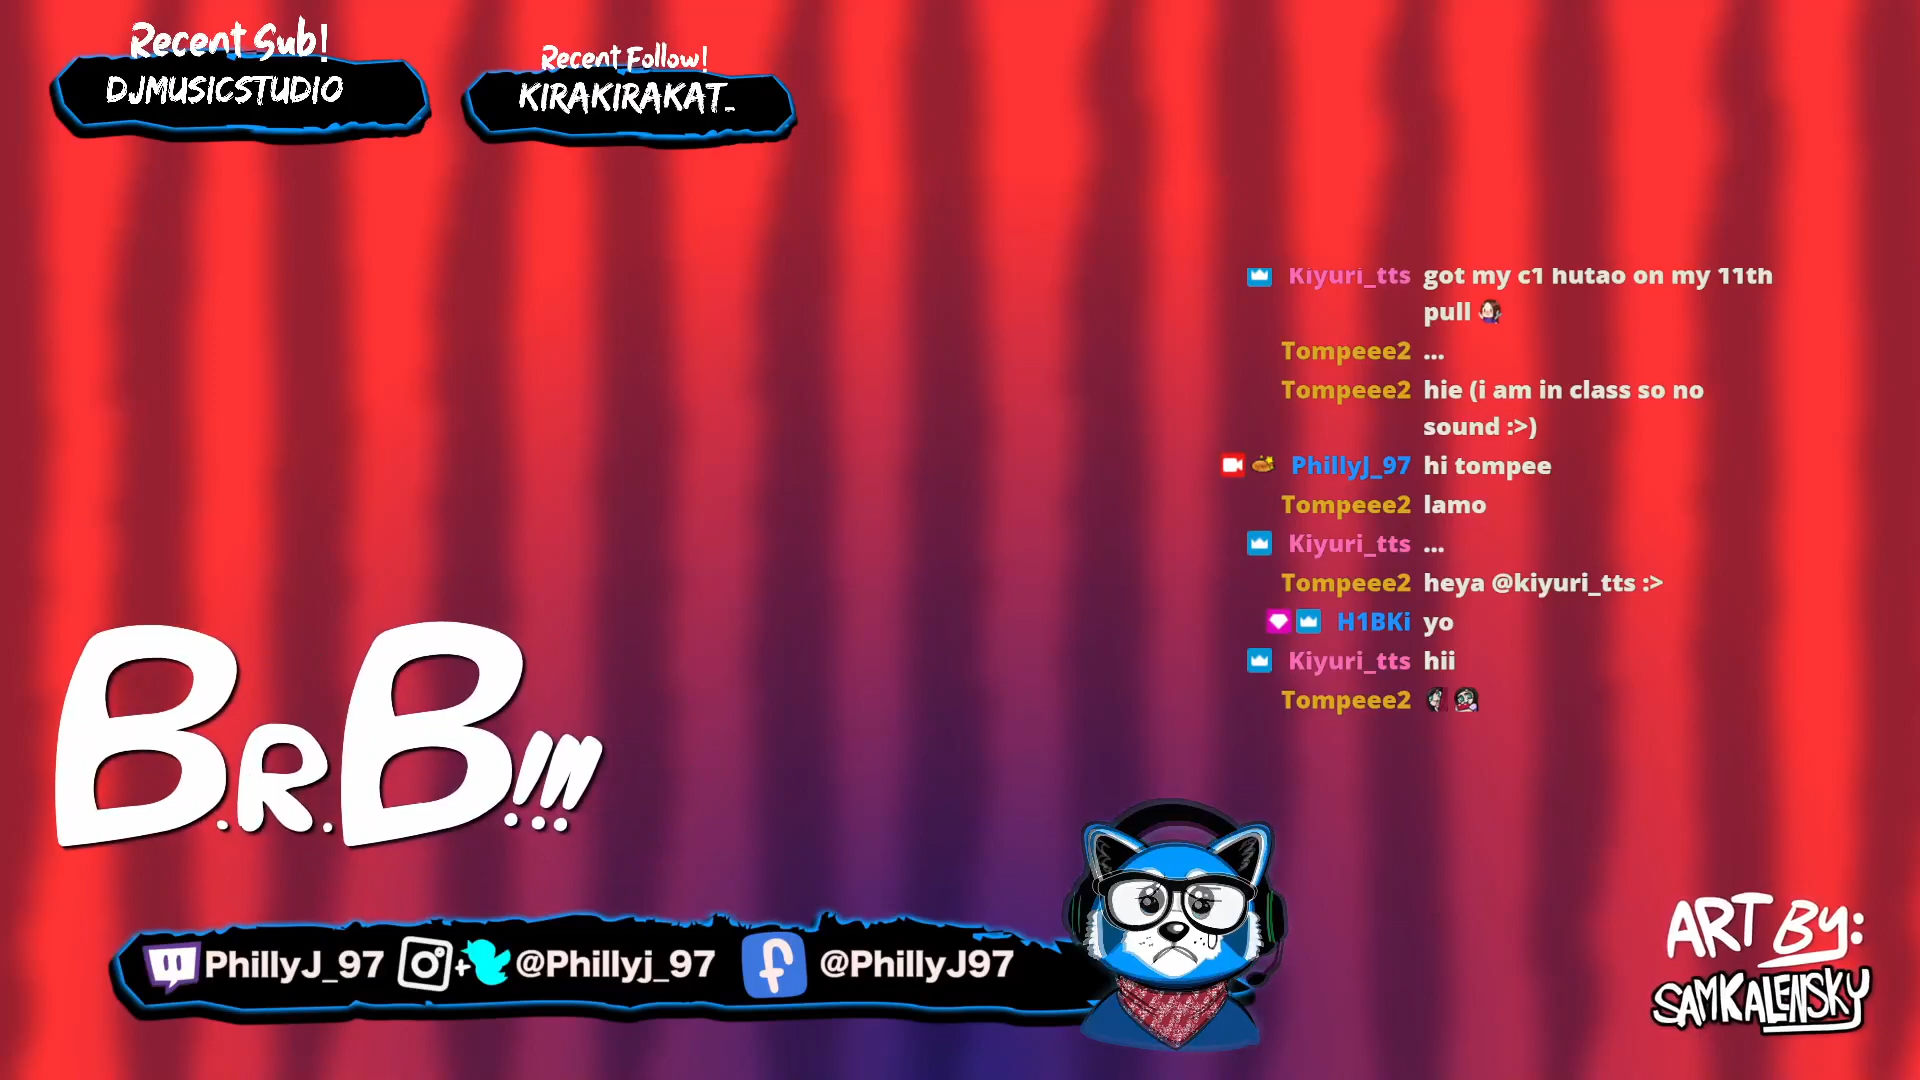 Recent Sub!
DJMUSICSTUDIO
Recent Follow!
KIRAKIRAKAT_
Kiyuri_tts got my c1 hutao on my 11th
pull
Tompeee2 ...
Tompeee2 hie (i am in class so no
sound :>)
PhillyJ_97 hi tompee
Tompeee2 lamo
Kiyuri_tts ...
Tompeee2 heya @kiyuri_tts :>
H1BKi yo
Kiyuri_tts hii
Tompeee2
B.R.B!!!
PhillyJ_97 + @Phillyj_97 @PhillyJ97
ART BY:
SAMKALENSKY